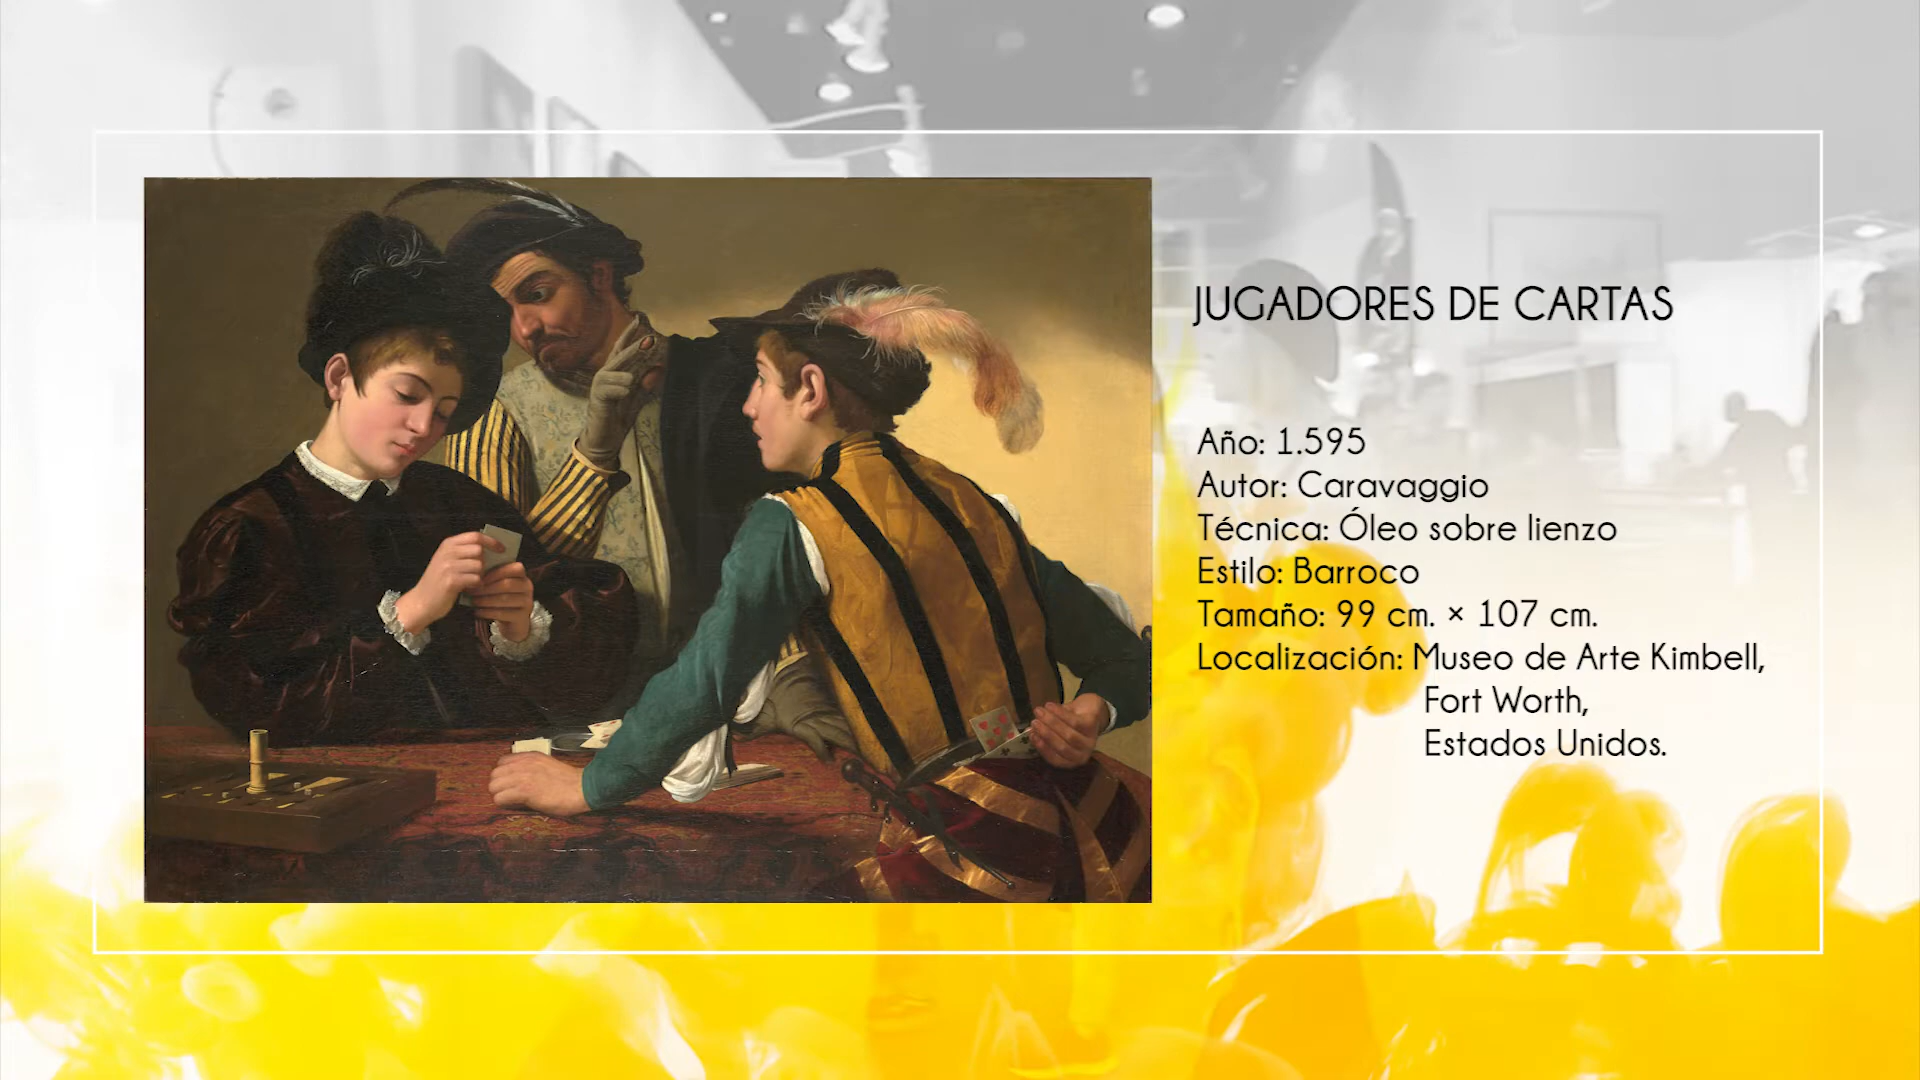 JUGADORES DE CARTAS
Año: 1.595
Autor: Caravaggio
Técnica: Óleo sobre lienzo
Estilo: Barroco
Tamaño: 99 cm. × 107 cm.
Localización: Museo de Arte Kimbell,
Fort Worth,
Estados Unidos.